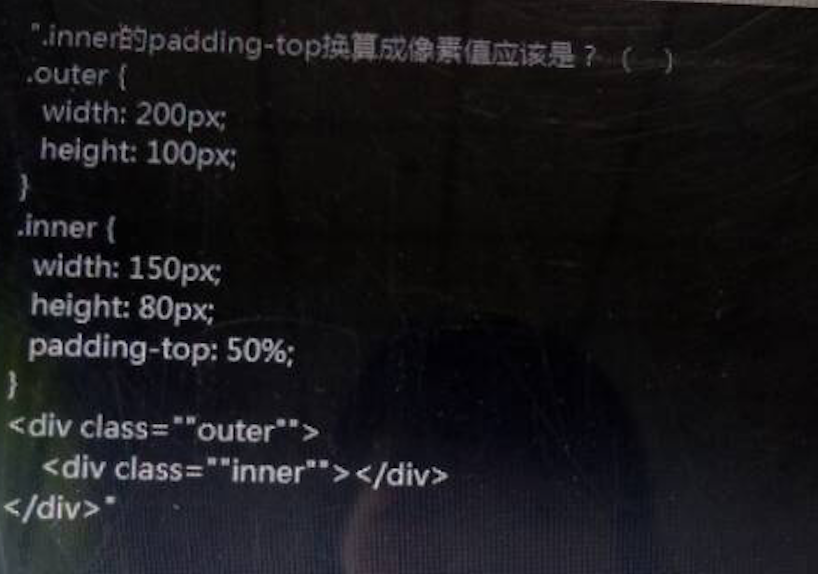 ".inner的padding-top换算成像素值应该是？（ ）
.outer {
width: 200px;
height: 100px;
}
.inner {
width: 150px;
height: 80px;
padding-top: 50%;
}
<div class=""outer"">
<div class=""inner""></div>
</div>"